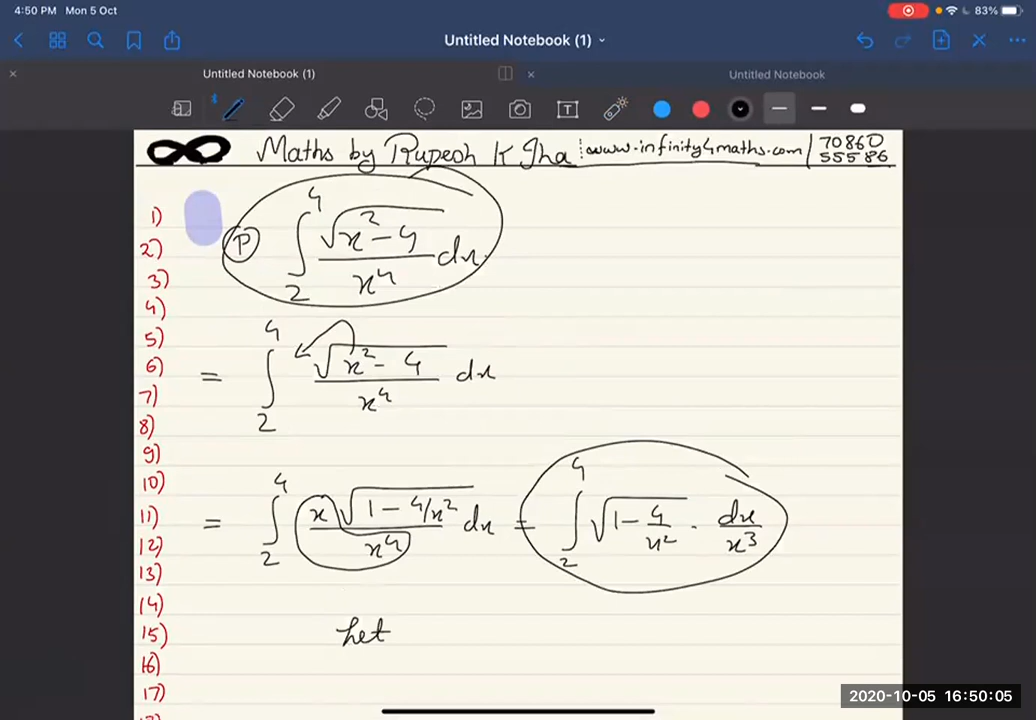 4:50 PM Mon 5 Oct
83%
Untitled Notebook (1)
Untitled Notebook (1)
Untitled Notebook
T
∞ Maths by Rupesh K Jha www.infinity4maths.com / 70860 55586
1)
2)
3)
4)
5)
6)
7)
8)
9)
10)
11)
12)
13)
14)
15)
16)
17)
(P) ∫₂⁴ √(x² - 4) / x⁴ dx.
= ∫₂⁴ √(x² - 4) / x⁴ dx
= ∫₂⁴ x√(1 - 4/x²) / x⁴ dx = ∫₂⁴ √(1 - 4/x²) · dx/x³
Let
2020-10-05 16:50:05